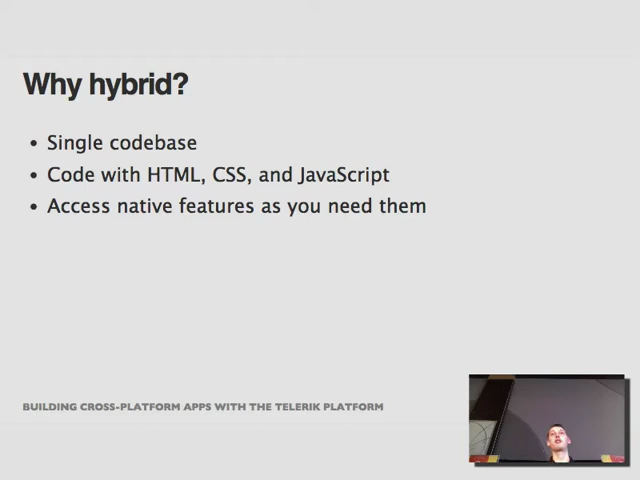 Why hybrid?
• Single codebase
• Code with HTML, CSS, and JavaScript
• Access native features as you need them
BUILDING CROSS-PLATFORM APPS WITH THE TELERIK PLATFORM